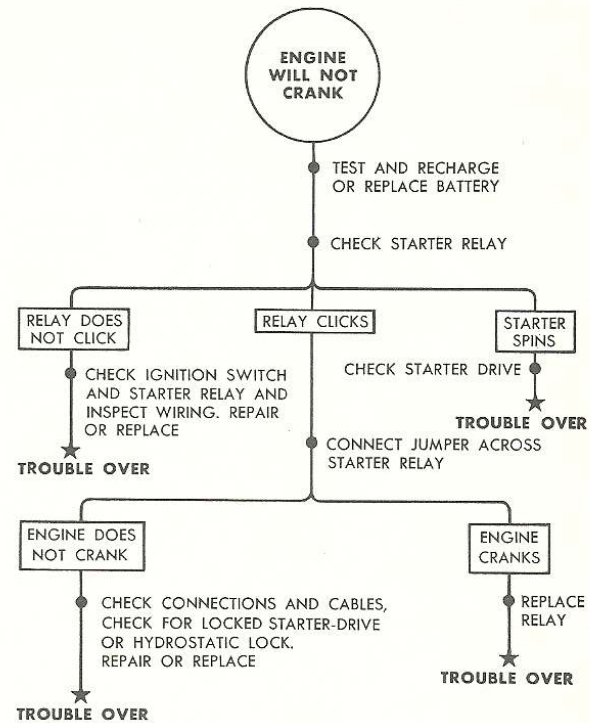 ENGINE
WILL NOT
CRANK
TEST AND RECHARGE
OR REPLACE BATTERY
CHECK STARTER RELAY
RELAY DOES
NOT CLICK
RELAY CLICKS
STARTER
SPINS
CHECK IGNITION SWITCH
AND STARTER RELAY AND
INSPECT WIRING. REPAIR
OR REPLACE
TROUBLE OVER
CHECK STARTER DRIVE
TROUBLE OVER
CONNECT JUMPER ACROSS
STARTER RELAY
ENGINE DOES
NOT CRANK
ENGINE
CRANKS
CHECK CONNECTIONS AND CABLES,
CHECK FOR LOCKED STARTER-DRIVE
OR HYDROSTATIC LOCK.
REPAIR OR REPLACE
TROUBLE OVER
REPLACE
RELAY
TROUBLE OVER